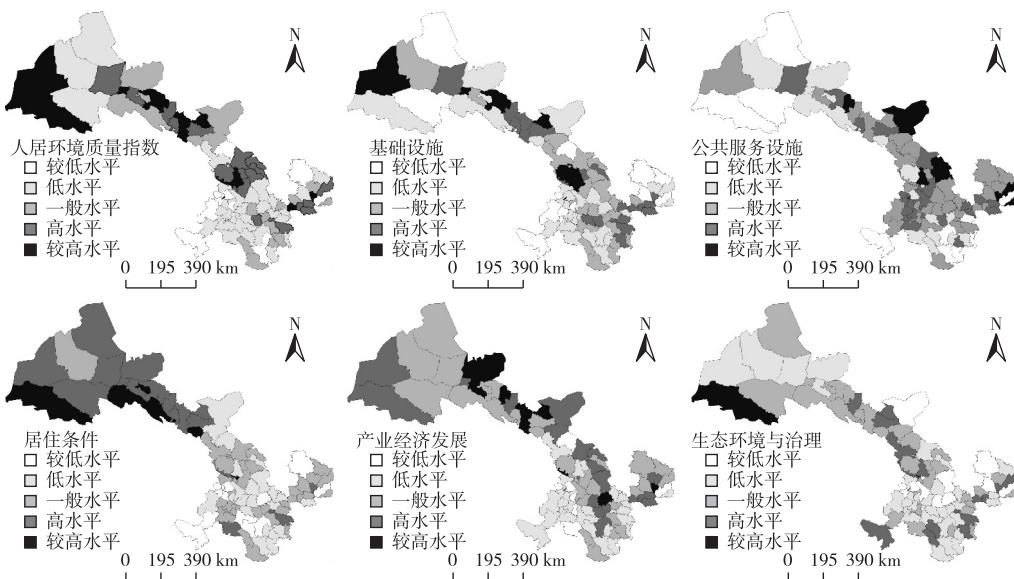 N
人居环境质量指数
较低水平
低水平
一般水平
高水平
较高水平
0 195 390 km
N
基础设施
较低水平
低水平
一般水平
高水平
较高水平
0 195 390 km
N
公共服务设施
较低水平
低水平
一般水平
高水平
较高水平
0 195 390 km
N
居住条件
较低水平
低水平
一般水平
高水平
较高水平
0 195 390 km
N
产业经济发展
较低水平
低水平
一般水平
高水平
较高水平
0 195 390 km
N
生态环境与治理
较低水平
低水平
一般水平
高水平
较高水平
0 195 390 km